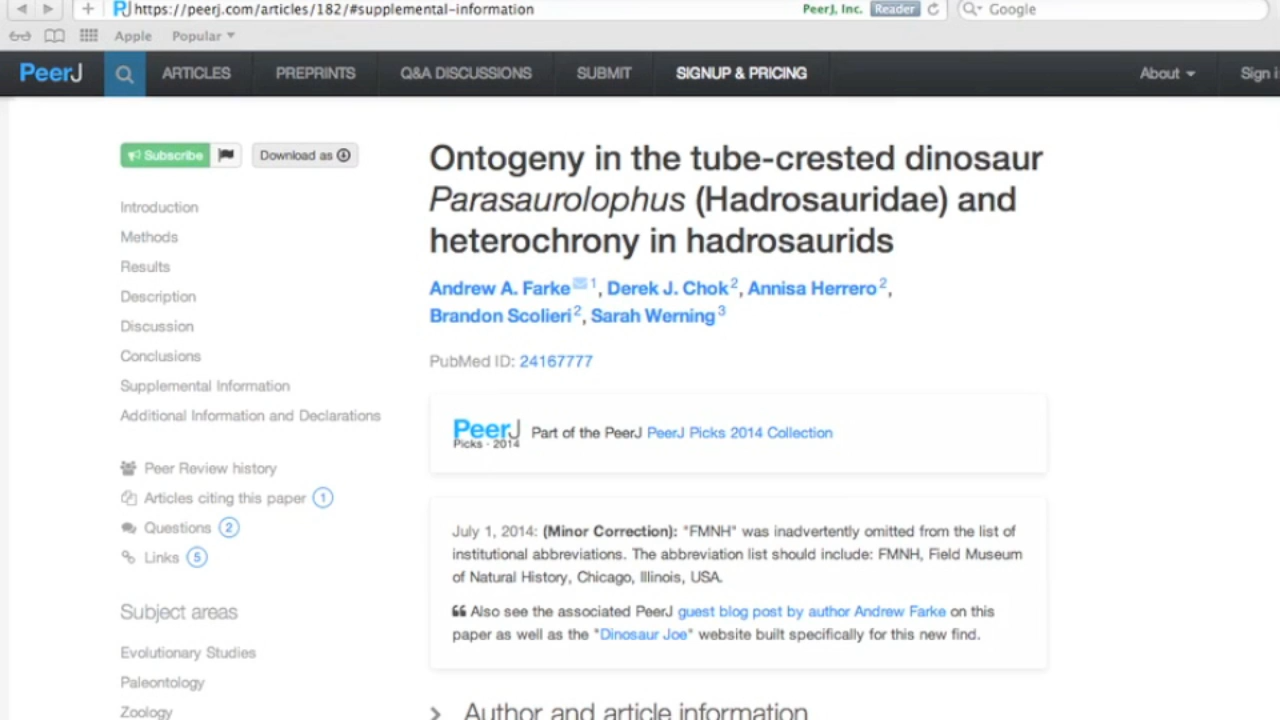 https://peerj.com/articles/182/#supplemental-information
PeerJ, Inc.
Reader
Google
Apple
Popular
PeerJ
ARTICLES
PREPRINTS
Q&A DISCUSSIONS
SUBMIT
SIGNUP & PRICING
About
Sign i
Subscribe
Download as
Introduction
Methods
Results
Description
Discussion
Conclusions
Supplemental Information
Additional Information and Declarations
Peer Review history
Articles citing this paper 1
Questions 2
Links 5
Subject areas
Evolutionary Studies
Paleontology
Zoology
Ontogeny in the tube-crested dinosaur
Parasaurolophus (Hadrosauridae) and
heterochrony in hadrosaurids
Andrew A. Farke 1, Derek J. Chok 2, Annisa Herrero 2,
Brandon Scolieri 2, Sarah Werning 3
PubMed ID: 24167777
PeerJ
Picks - 2014
Part of the PeerJ PeerJ Picks 2014 Collection
July 1, 2014: (Minor Correction): "FMNH" was inadvertently omitted from the list of
institutional abbreviations. The abbreviation list should include: FMNH, Field Museum
of Natural History, Chicago, Illinois, USA.
“ Also see the associated PeerJ guest blog post by author Andrew Farke on this
paper as well as the "Dinosaur Joe" website built specifically for this new find.
Author and article information